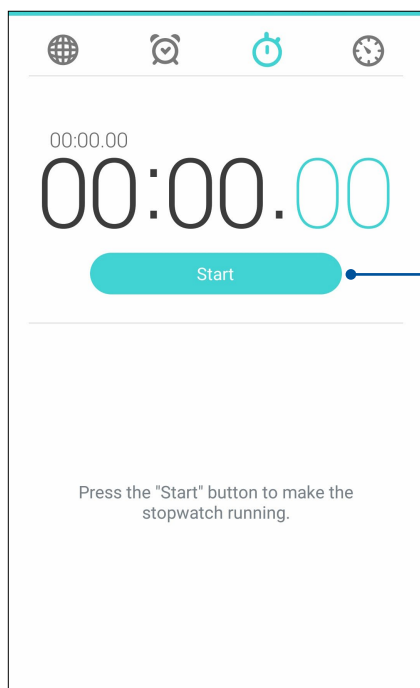 00:00.00
00:00.00
Start
Press the "Start" button to make the
stopwatch running.